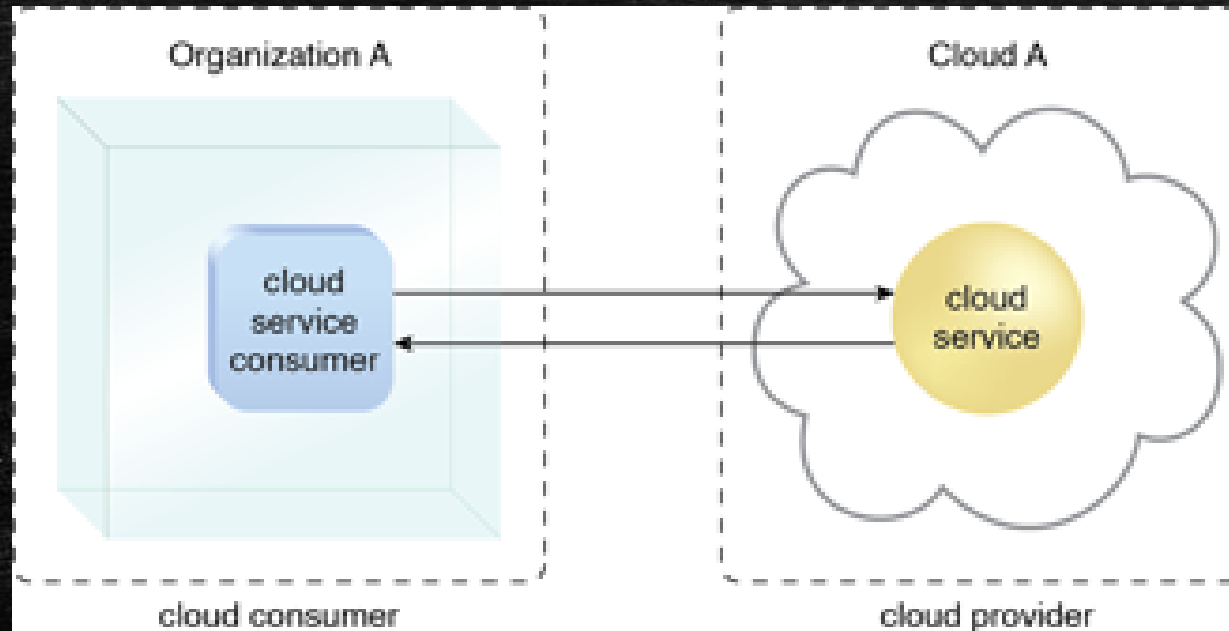 Organization A
Cloud A
cloud
service
consumer
cloud
service
cloud consumer
cloud provider